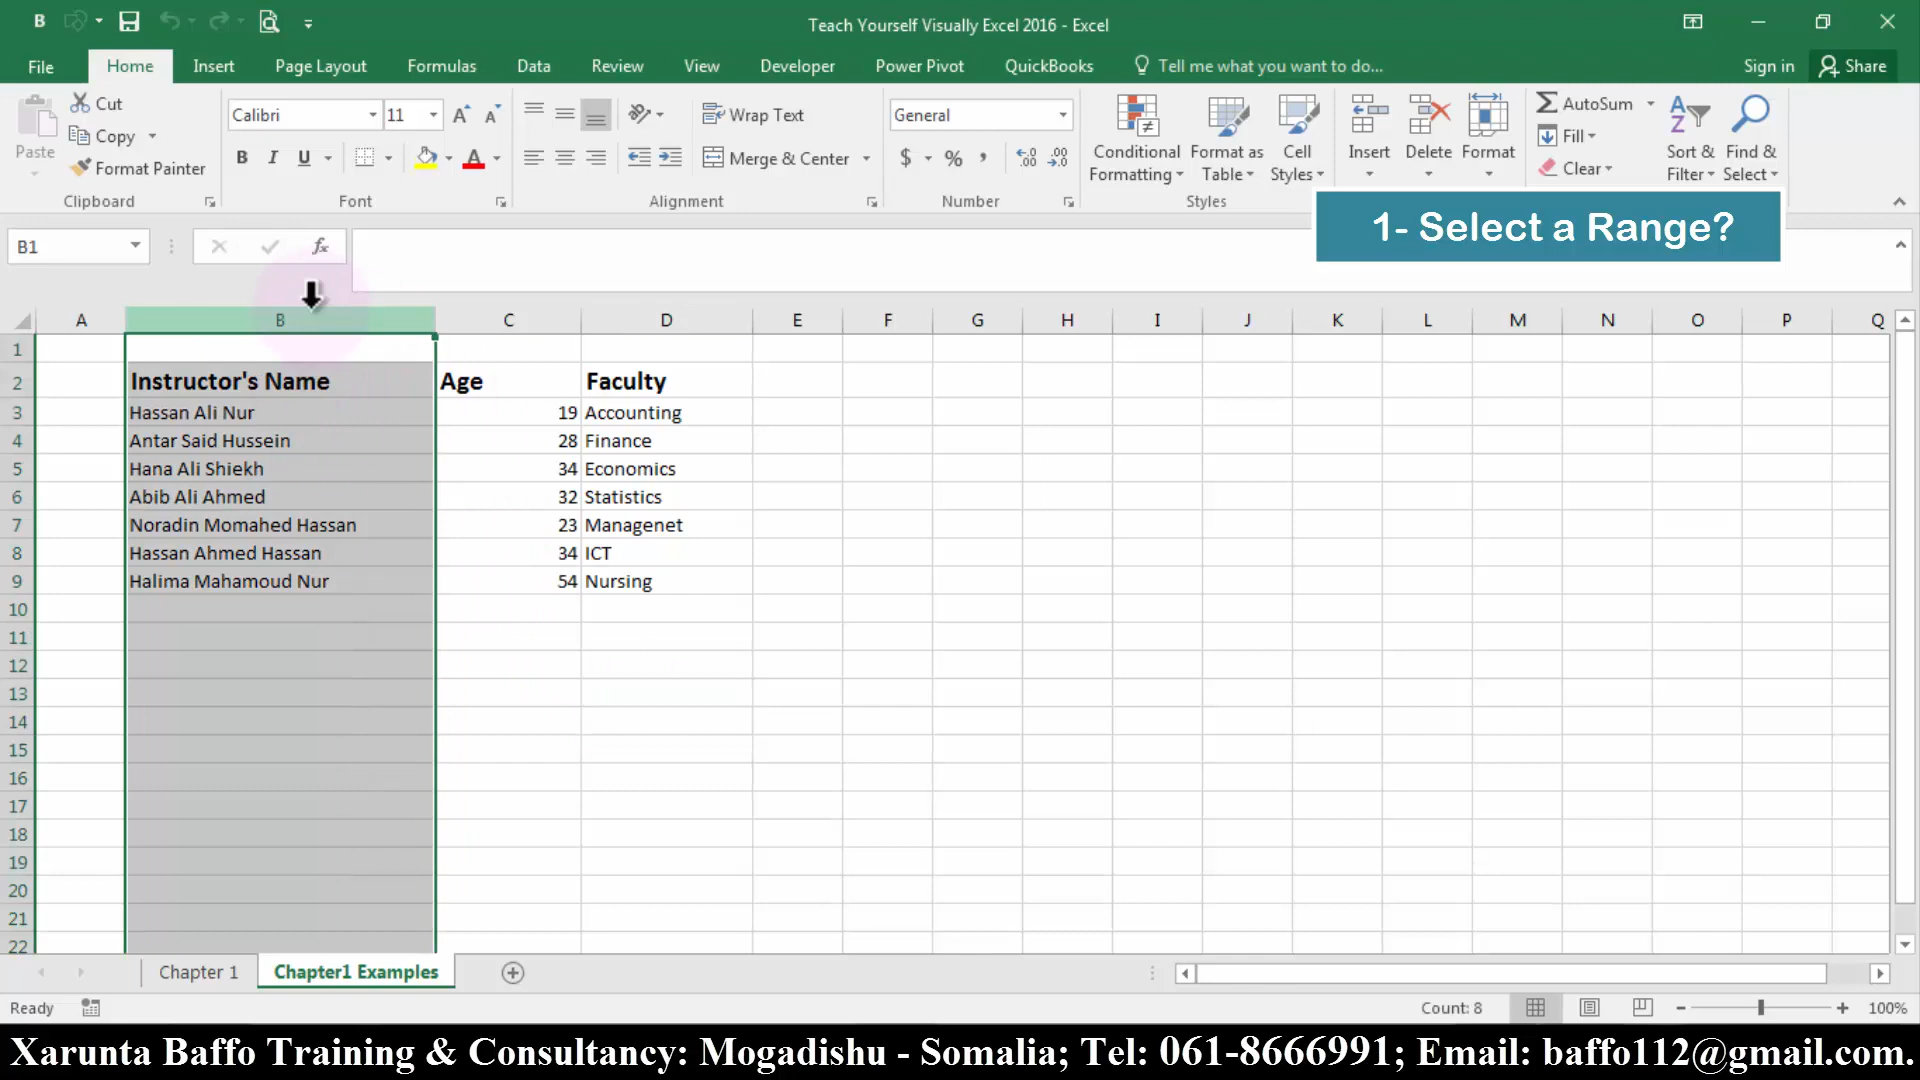 Teach Yourself Visually Excel 2016 - Excel
File Home Insert Page Layout Formulas Data Review View Developer Power Pivot QuickBooks Tell me what you want to do... Sign in Share
Paste
Cut
Copy
Format Painter
Clipboard
Calibri 11
B I U A
Font
Wrap Text
Merge & Center
Alignment
General
$ % ,
Number
Conditional Formatting
Format as Table
Cell Styles
Styles
Insert Delete Format
AutoSum
Fill
Clear
Sort & Filter
Find & Select
1- Select a Range?
B1 fx
A B C D E F G H I J K L M N O P Q
1
2 Instructor's Name Age Faculty
3 Hassan Ali Nur 19 Accounting
4 Antar Said Hussein 28 Finance
5 Hana Ali Shiekh 34 Economics
6 Abib Ali Ahmed 32 Statistics
7 Noradin Momahed Hassan 23 Managenet
8 Hassan Ahmed Hassan 34 ICT
9 Halima Mahamoud Nur 54 Nursing
10
11
12
13
14
15
16
17
18
19
20
21
22
Chapter 1 Chapter1 Examples
Ready Count: 8 100%
Xarunta Baffo Training & Consultancy: Mogadishu - Somalia; Tel: 061-8666991; Email: baffo112@gmail.com.